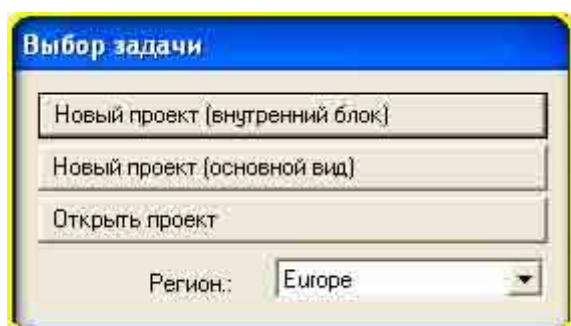 Выбор задачи
Новый проект (внутренний блок)
Новый проект (основной вид)
Открыть проект
Регион.: Europe